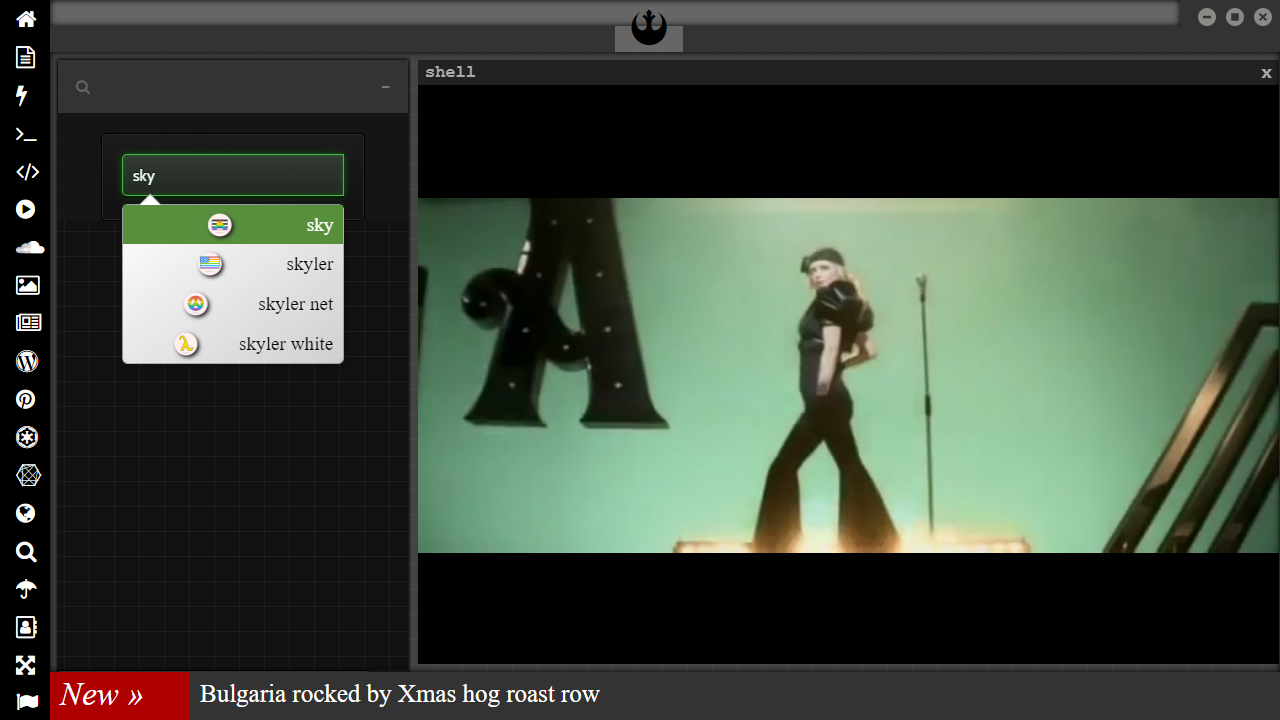 shell
x
sky
sky
skyler
skyler net
skyler white
A
New »
Bulgaria rocked by Xmas hog roast row